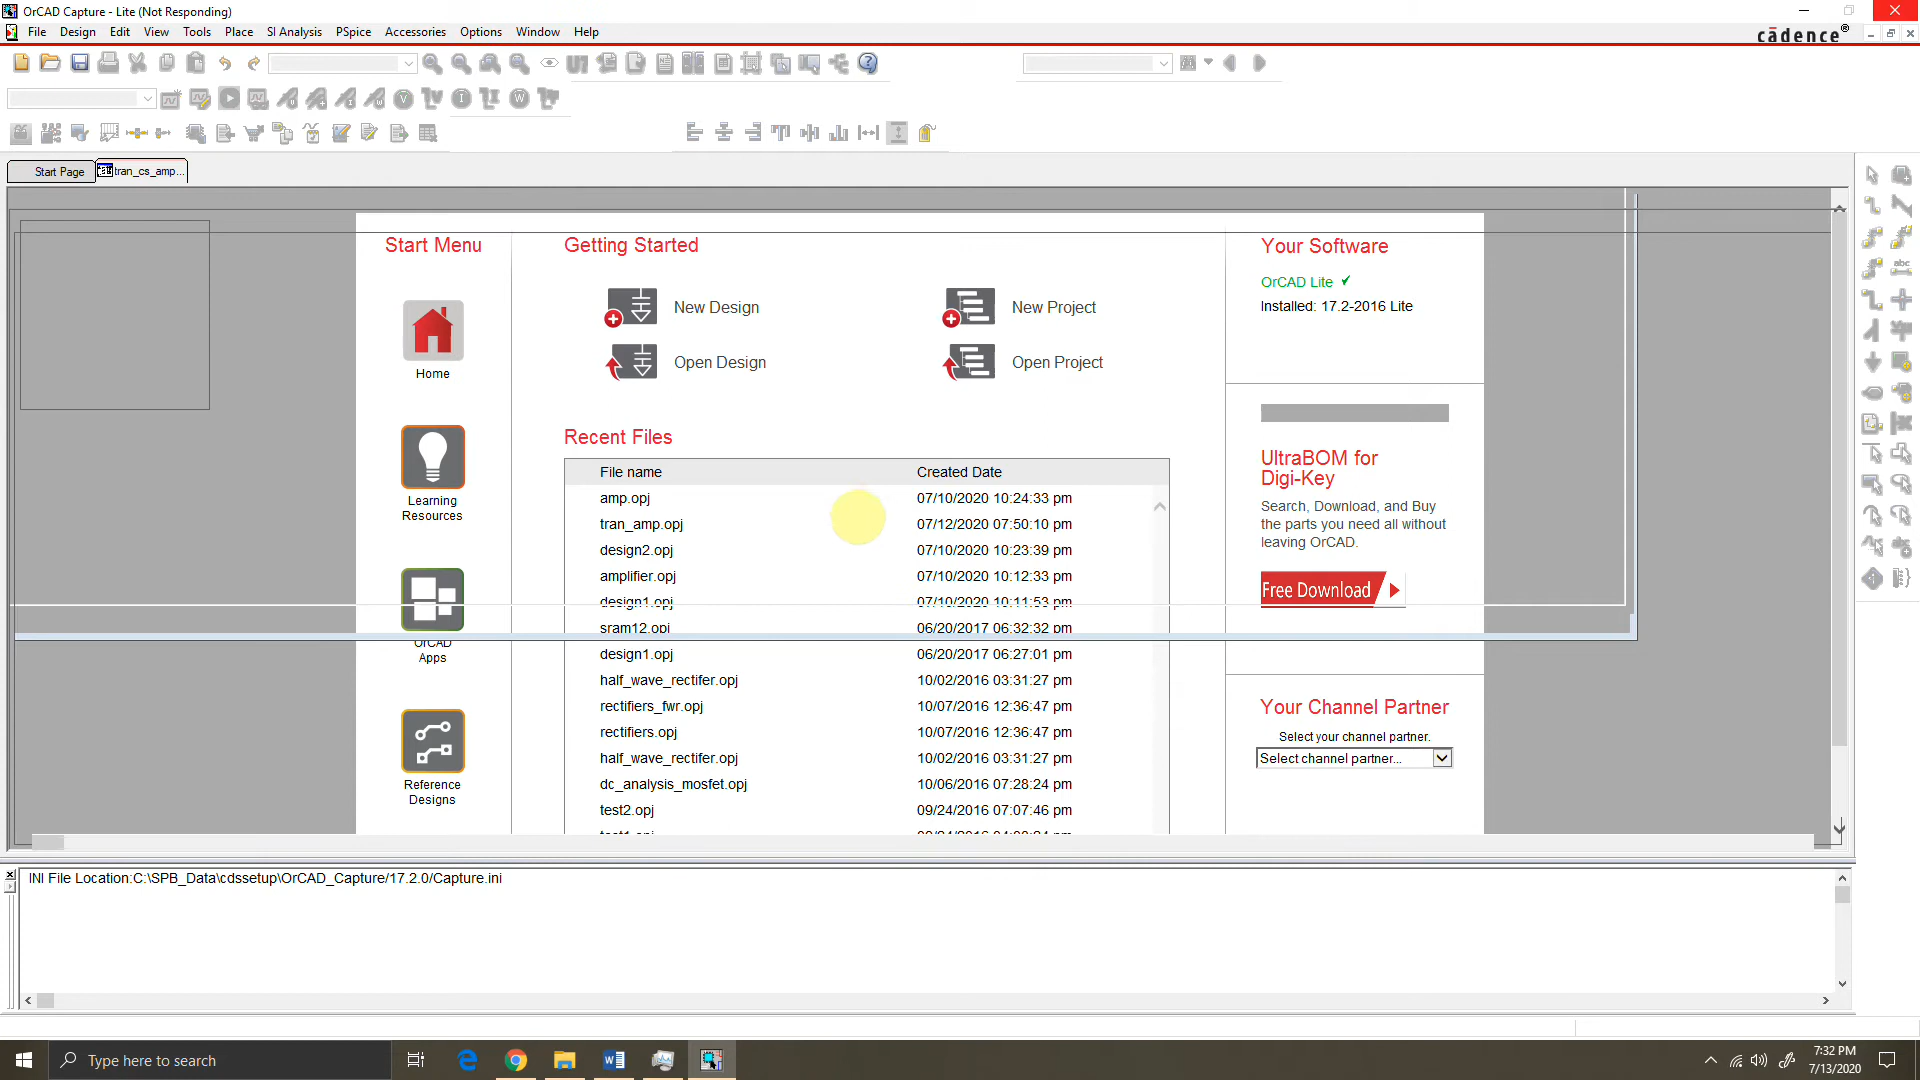 OrCAD Capture - Lite (Not Responding)
File Design Edit View Tools Place SI Analysis PSpice Accessories Options Window Help
cādence®
Start Page
tran_cs_amp...
Start Menu
Home
Learning
Resources
OrCAD
Apps
Reference
Designs
Getting Started
New Design
New Project
Open Design
Open Project
Recent Files
File name Created Date
amp.opj 07/10/2020 10:24:33 pm
tran_amp.opj 07/12/2020 07:50:10 pm
design2.opj 07/10/2020 10:23:39 pm
amplifier.opj 07/10/2020 10:12:33 pm
design1.opj 07/10/2020 10:11:53 pm
sram12.opj 06/20/2017 06:32:32 pm
design1.opj 06/20/2017 06:27:01 pm
half_wave_rectifer.opj 10/02/2016 03:31:27 pm
rectifiers_fwr.opj 10/07/2016 12:36:47 pm
rectifiers.opj 10/07/2016 12:36:47 pm
half_wave_rectifer.opj 10/02/2016 03:31:27 pm
dc_analysis_mosfet.opj 10/06/2016 07:28:24 pm
test2.opj 09/24/2016 07:07:46 pm
Your Software
OrCAD Lite
Installed: 17.2-2016 Lite
UltraBOM for
Digi-Key
Search, Download, and Buy
the parts you need all without
leaving OrCAD.
Free Download
Your Channel Partner
Select your channel partner.
Select channel partner...
INI File Location:C:\SPB_Data\cdssetup\OrCAD_Capture/17.2.0/Capture.ini
Type here to search
7:32 PM
7/13/2020